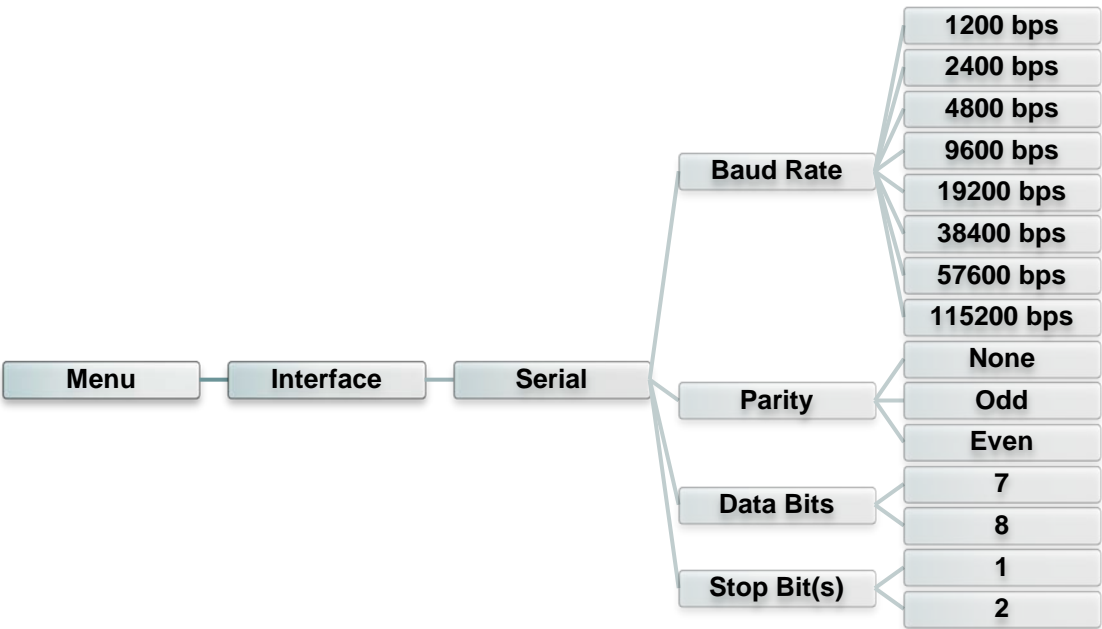 Menu
Interface
Serial
Baud Rate
1200 bps
2400 bps
4800 bps
9600 bps
19200 bps
38400 bps
57600 bps
115200 bps
Parity
None
Odd
Even
Data Bits
7
8
Stop Bit(s)
1
2